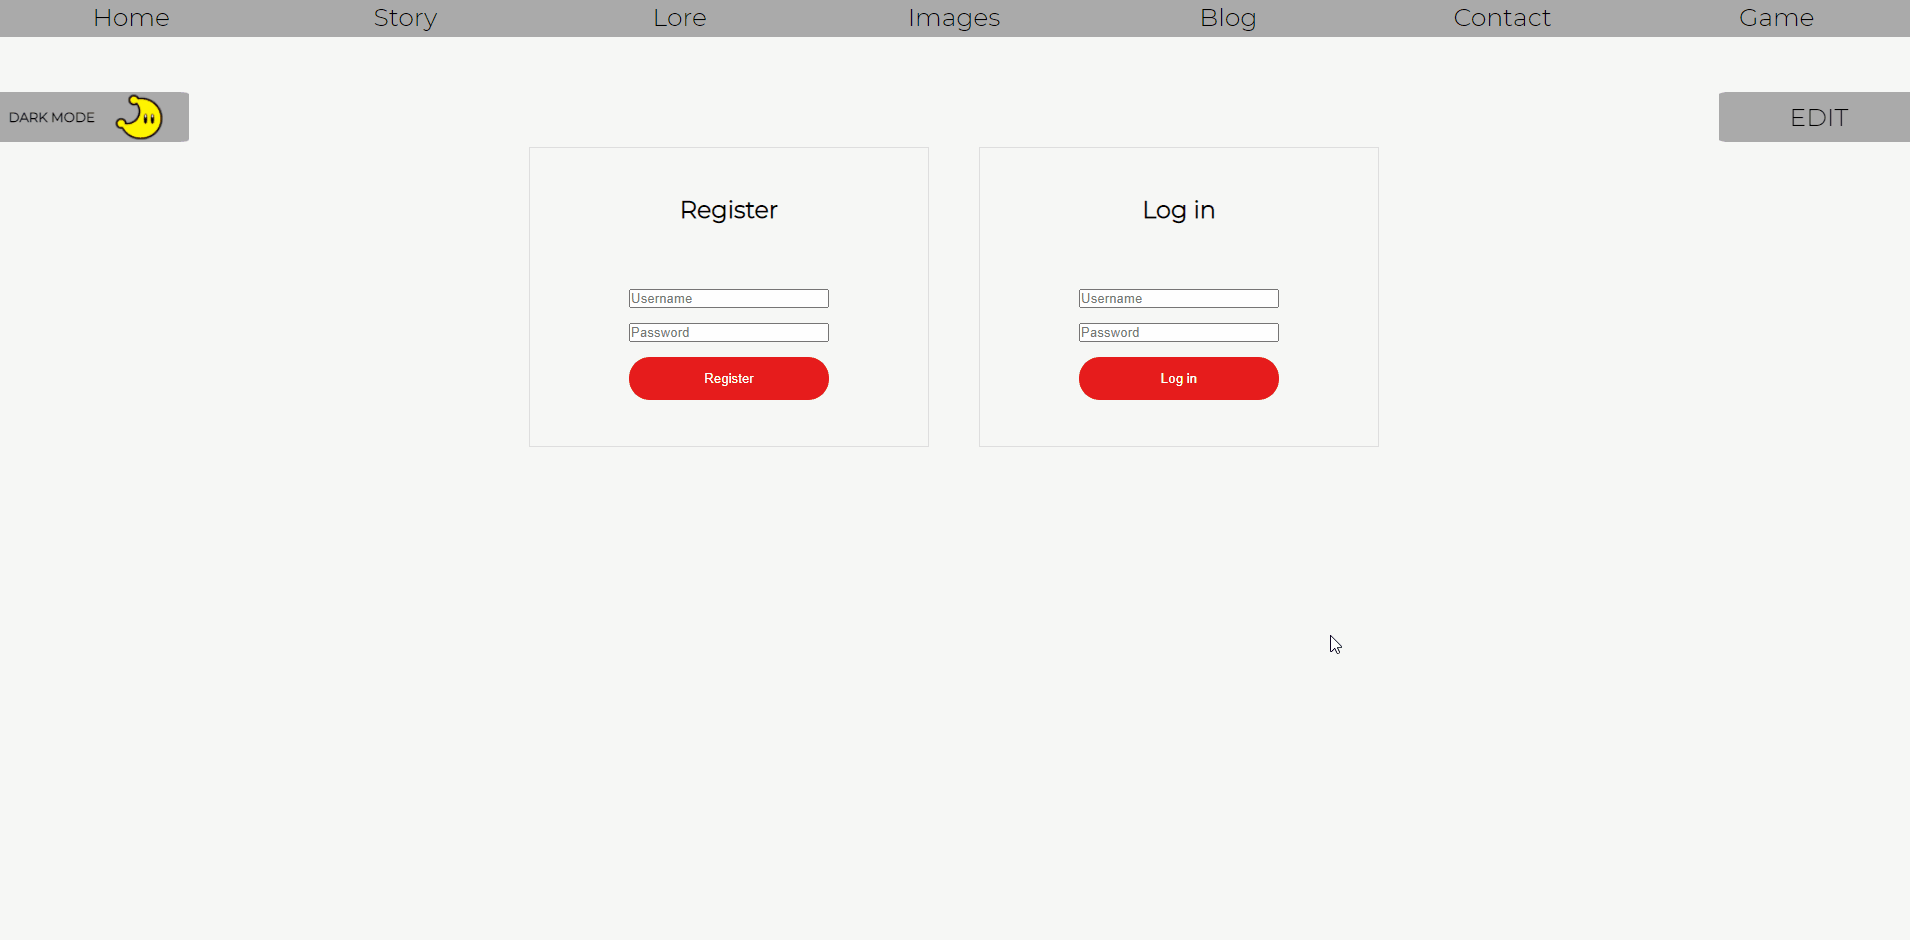 Home Story Lore Images Blog Contact Game
DARK MODE
EDIT
Register
Username
Password
Register
Log in
Username
Password
Log in